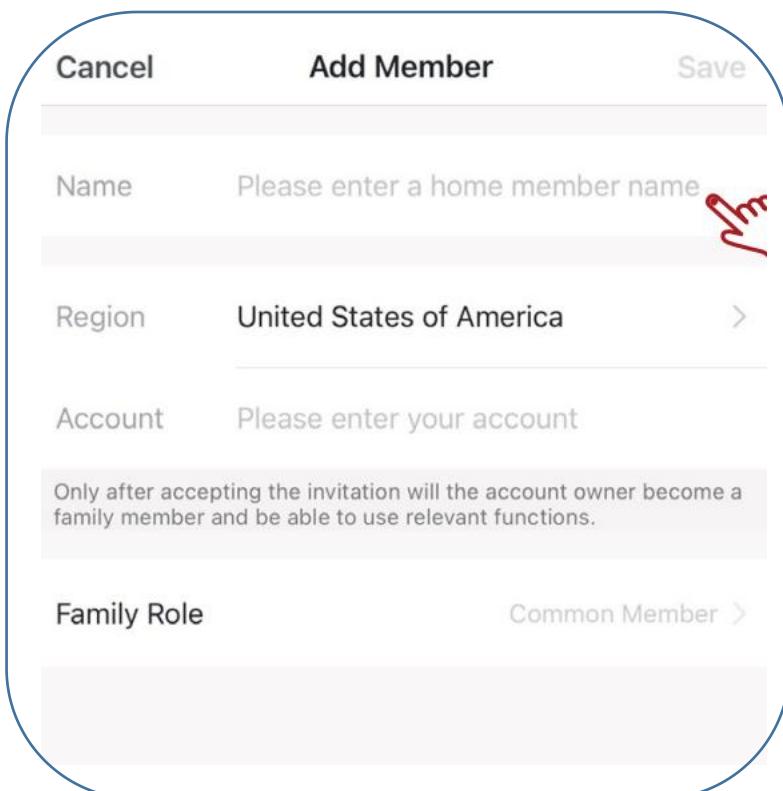 Cancel Add Member Save
Name Please enter a home member name
Region United States of America
Account Please enter your account
Only after accepting the invitation will the account owner become a
family member and be able to use relevant functions.
Family Role Common Member